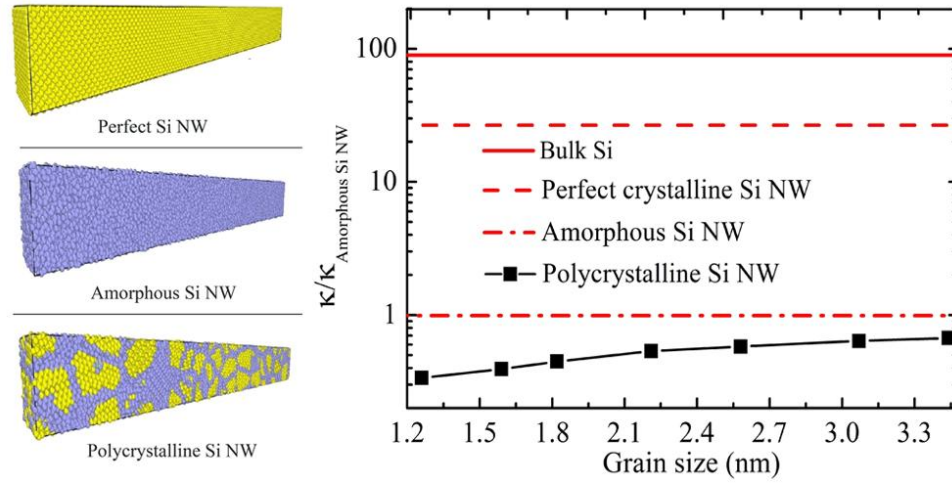 Perfect Si NW
Amorphous Si NW
Polycrystalline Si NW
κ/κ Amorphous Si NW
100
10
1
Bulk Si
Perfect crystalline Si NW
Amorphous Si NW
Polycrystalline Si NW
1.2 1.5 1.8 2.1 2.4 2.7 3.0 3.3
Grain size (nm)